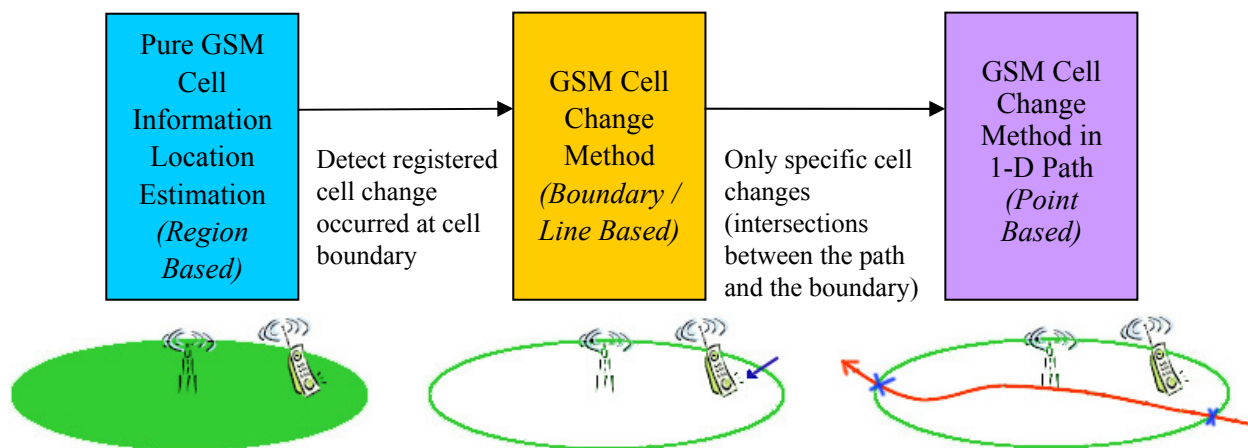 Pure GSM
Cell
Information
Location
Estimation
(Region
Based)
Detect registered
cell change
occurred at cell
boundary
GSM Cell
Change
Method
(Boundary /
Line Based)
Only specific cell
changes
(intersections
between the path
and the boundary)
GSM Cell
Change
Method in
1-D Path
(Point
Based)